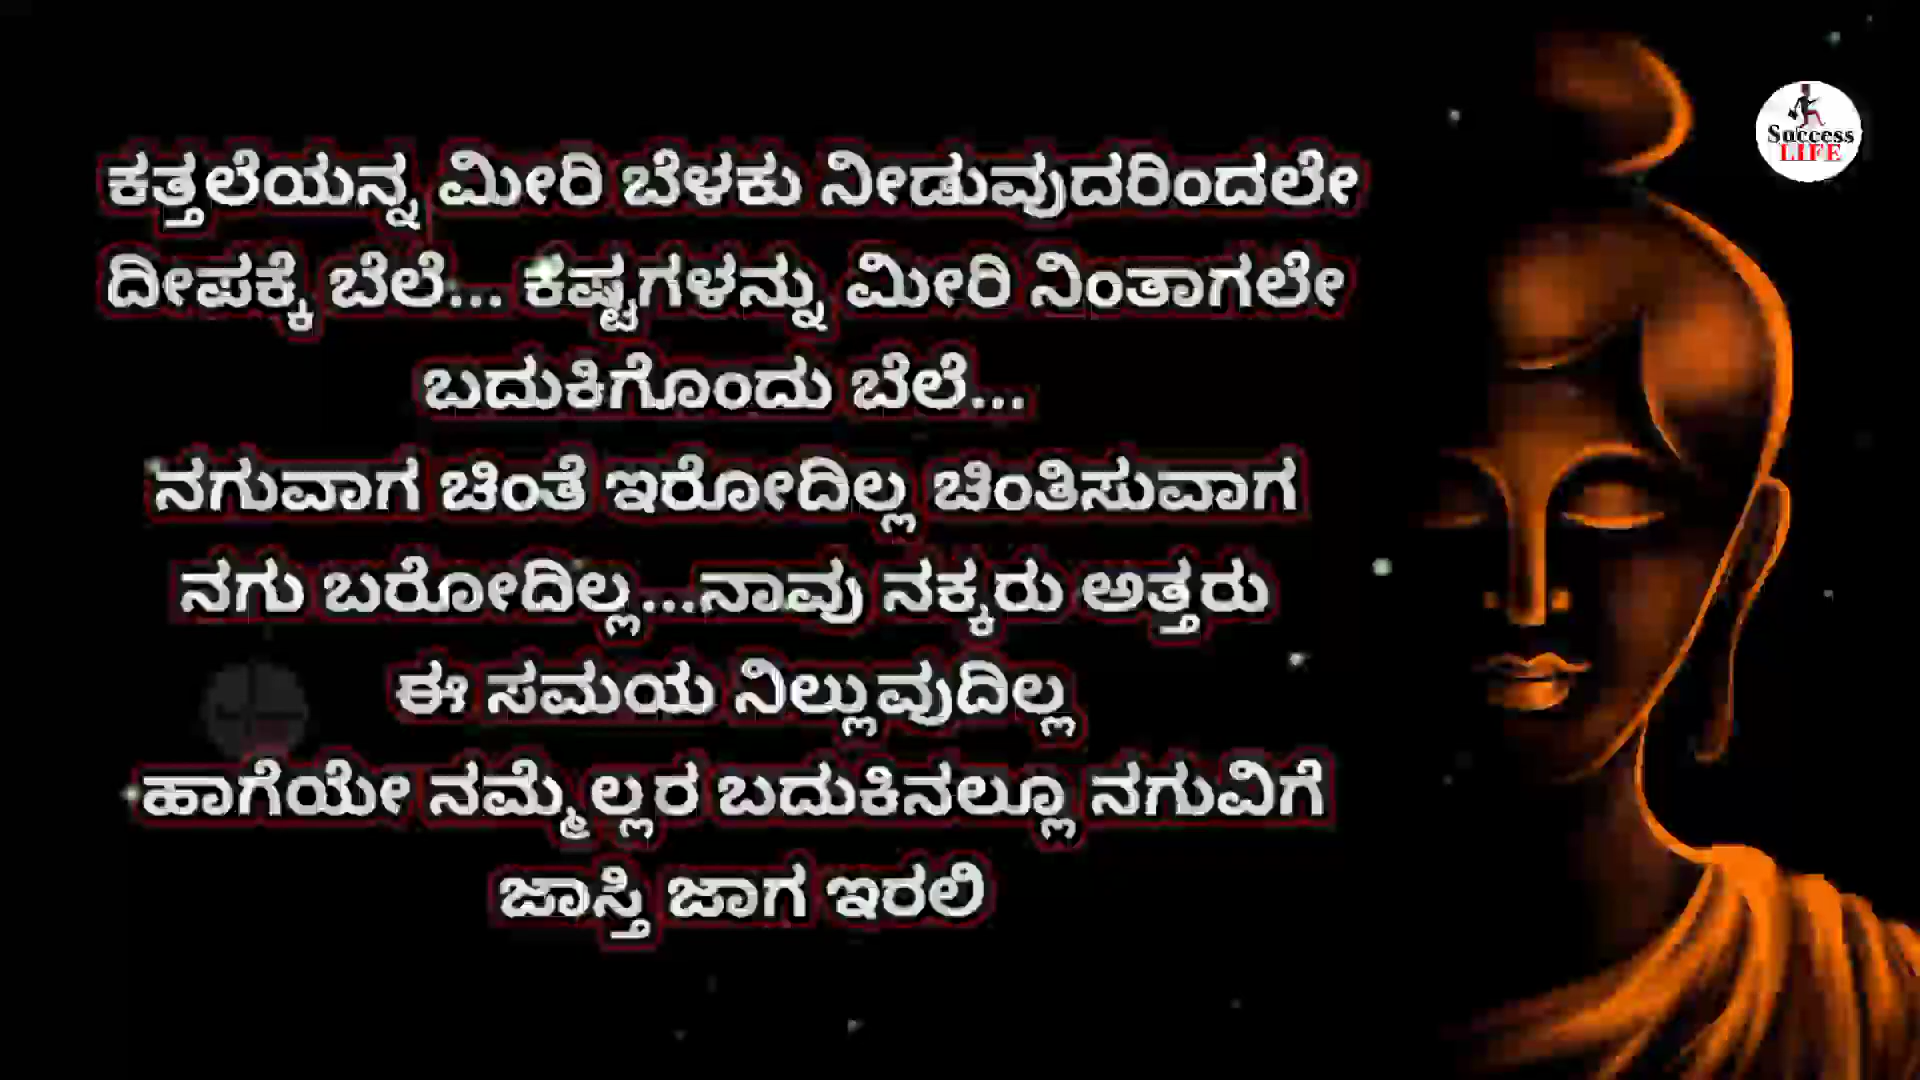 ಕತ್ತಲೆಯನ್ನ ಮೀರಿ ಬೆಳಕು ನೀಡುವುದರಿಂದಲೇ
ದೀಪಕ್ಕೆ ಬೆಲೆ... ಕಷ್ಟಗಳನ್ನು ಮೀರಿ ನಿಂತಾಗಲೇ
ಬದುಕಿಗೊಂದು ಬೆಲೆ...
ನಗುವಾಗ ಚಿಂತೆ ಇರೋದಿಲ್ಲ ಚಿಂತಿಸುವಾಗ
ನಗು ಬರೋದಿಲ್ಲ...ನಾವು ನಕ್ಕರು ಅತ್ತರು
ಈ ಸಮಯ ನಿಲ್ಲುವುದಿಲ್ಲ
ಹಾಗೆಯೇ ನಮ್ಮೆಲ್ಲರ ಬದುಕಿನಲ್ಲೂ ನಗುವಿಗೆ
ಜಾಸ್ತಿ ಜಾಗ ಇರಲಿ
Success
LIFE